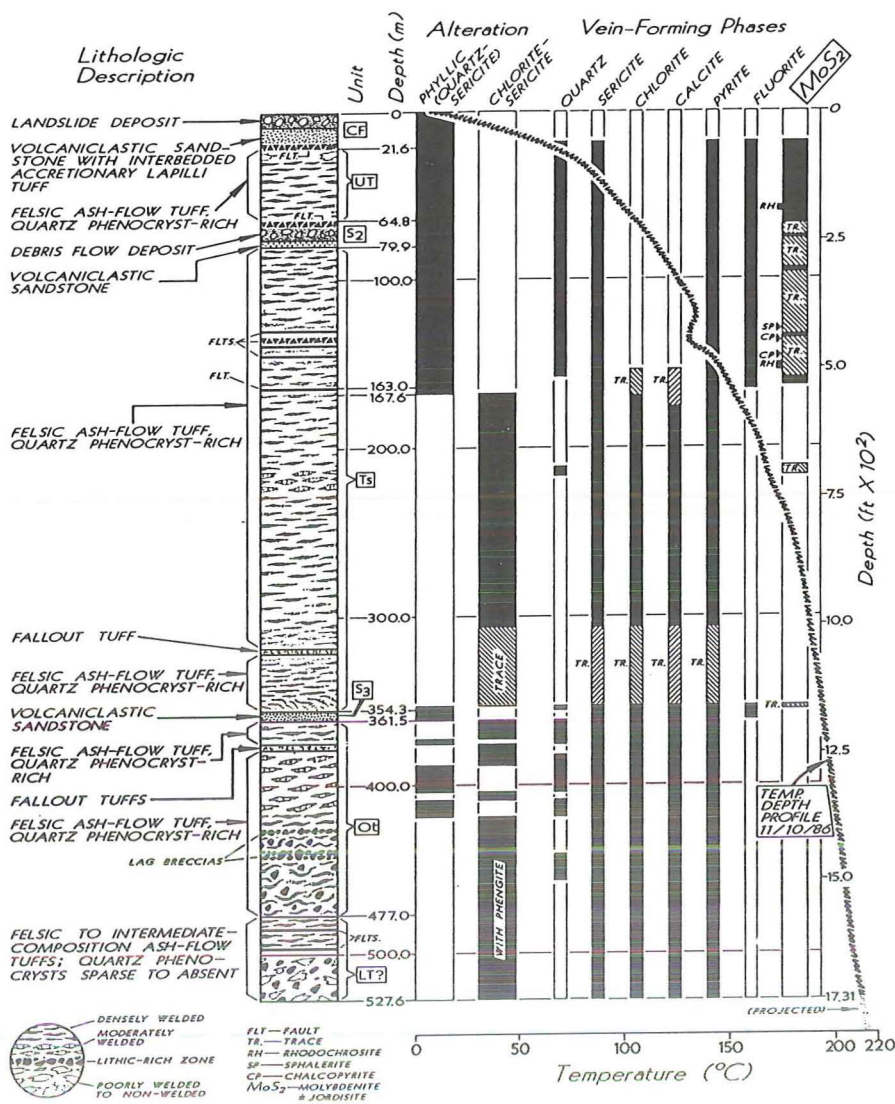 Lithologic
Description
Unit
Depth (m)
Alteration
PHYLLIC (QUARTZ-
SERICITE)
CHLORITE-
SERICITE
Vein-Forming Phases
QUARTZ
SERICITE
CHLORITE
CALCITE
PYRITE
FLUORITE
MoS2
LANDSLIDE DEPOSIT
VOLCANICLASTIC SAND-
STONE WITH INTERBEDDED
ACCRETIONARY LAPILLI
TUFF
FELSIC ASH-FLOW TUFF,
QUARTZ PHENOCRYST-RICH
DEBRIS FLOW DEPOSIT
VOLCANICLASTIC
SANDSTONE
FELSIC ASH-FLOW TUFF,
QUARTZ PHENOCRYST-RICH
FALLOUT TUFF
FELSIC ASH-FLOW TUFF,
QUARTZ PHENOCRYST-RICH
VOLCANICLASTIC
SANDSTONE
FELSIC ASH-FLOW TUFF,
QUARTZ PHENOCRYST-
RICH
FALLOUT TUFFS
FELSIC ASH-FLOW TUFF,
QUARTZ PHENOCRYST-RICH
LAG BRECCIAS
FELSIC TO INTERMEDIATE-
COMPOSITION ASH-FLOW
TUFFS; QUARTZ PHENO-
CRYSTS SPARSE TO ABSENT
FLT.
FLT.
FLTS.
FLT.
FLTS.
CF
UT
S2
Ts
S3
Ot
LT?
0
21.6
64.8
79.9
100.0
163.0
167.6
200.0
300.0
354.3
361.5
400.0
477.0
500.0
527.6
TRACE
WITH PHENGITE
TR.
TR.
TR.
TR.
TR.
TR.
RH
TR.
TR.
TR.
SP
CP
TR.
CP
RH
TR.
TR.
0
2.5
5.0
7.5
10.0
12.5
15.0
17.31
Depth (ft X 10²)
TEMP.
DEPTH
PROFILE
11/10/86
(PROJECTED)
0
50
100
150
200
220
Temperature (°C)
DENSELY WELDED
MODERATELY
WELDED
LITHIC-RICH ZONE
POORLY WELDED
TO NON-WELDED
FLT — FAULT
TR. — TRACE
RH — RHODOCHROSITE
SP — SPHALERITE
CP — CHALCOPYRITE
MoS2 — MOLYBDENITE
& JORDISITE